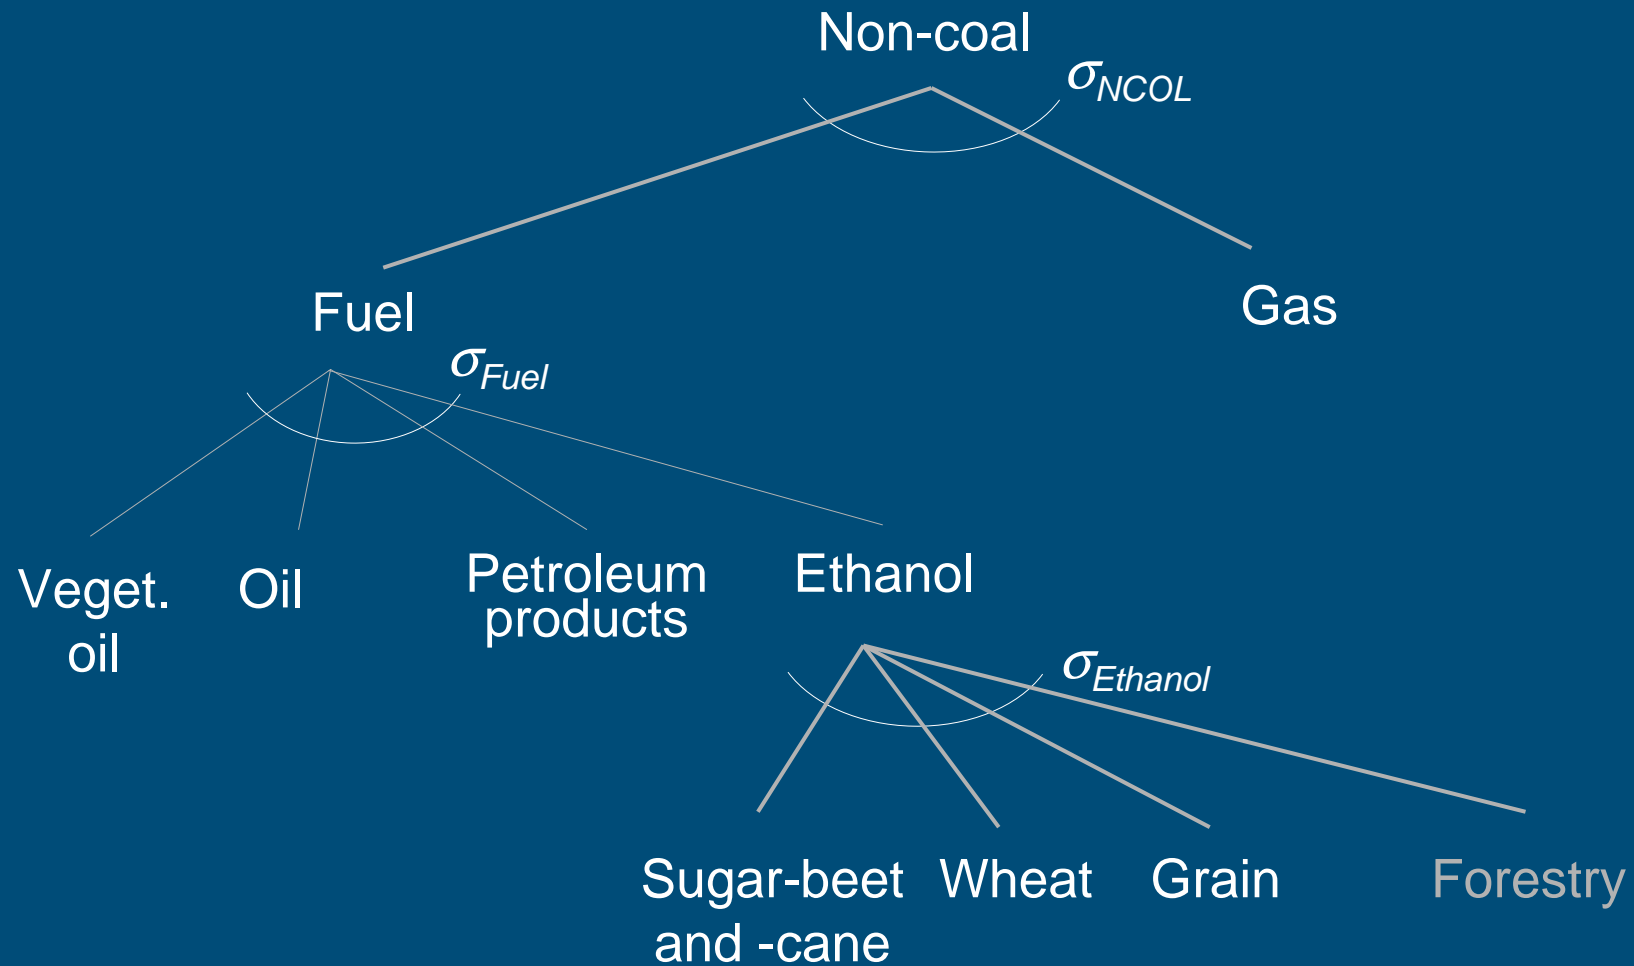 Non-coal
σNCOL
Fuel
Gas
σFuel
Veget.
oil
Oil
Petroleum
products
Ethanol
σEthanol
Sugar-beet
and -cane
Wheat
Grain
Forestry